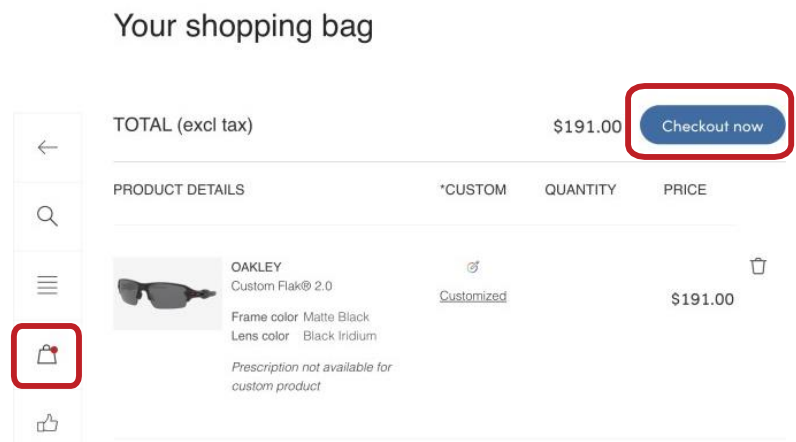 Your shopping bag
TOTAL (excl tax) $191.00 Checkout now
PRODUCT DETAILS *CUSTOM QUANTITY PRICE
OAKLEY
Custom Flak® 2.0
Customized $191.00
Frame color Matte Black
Lens color Black Iridium
Prescription not available for
custom product